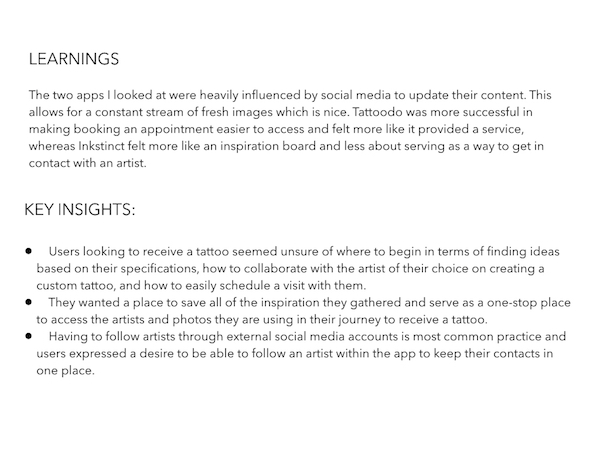 LEARNINGS
The two apps I looked at were heavily influenced by social media to update their content. This
allows for a constant stream of fresh images which is nice. Tattoodo was more successful in
making booking an appointment easier to access and felt more like it provided a service,
whereas Inkstinct felt more like an inspiration board and less about serving as a way to get in
contact with an artist.
KEY INSIGHTS:
● Users looking to receive a tattoo seemed unsure of where to begin in terms of finding ideas
based on their specifications, how to collaborate with the artist of their choice on creating a
custom tattoo, and how to easily schedule a visit with them.
● They wanted a place to save all of the inspiration they gathered and serve as a one-stop place
to access the artists and photos they are using in their journey to receive a tattoo.
● Having to follow artists through external social media accounts is most common practice and
users expressed a desire to be able to follow an artist within the app to keep their contacts in
one place.